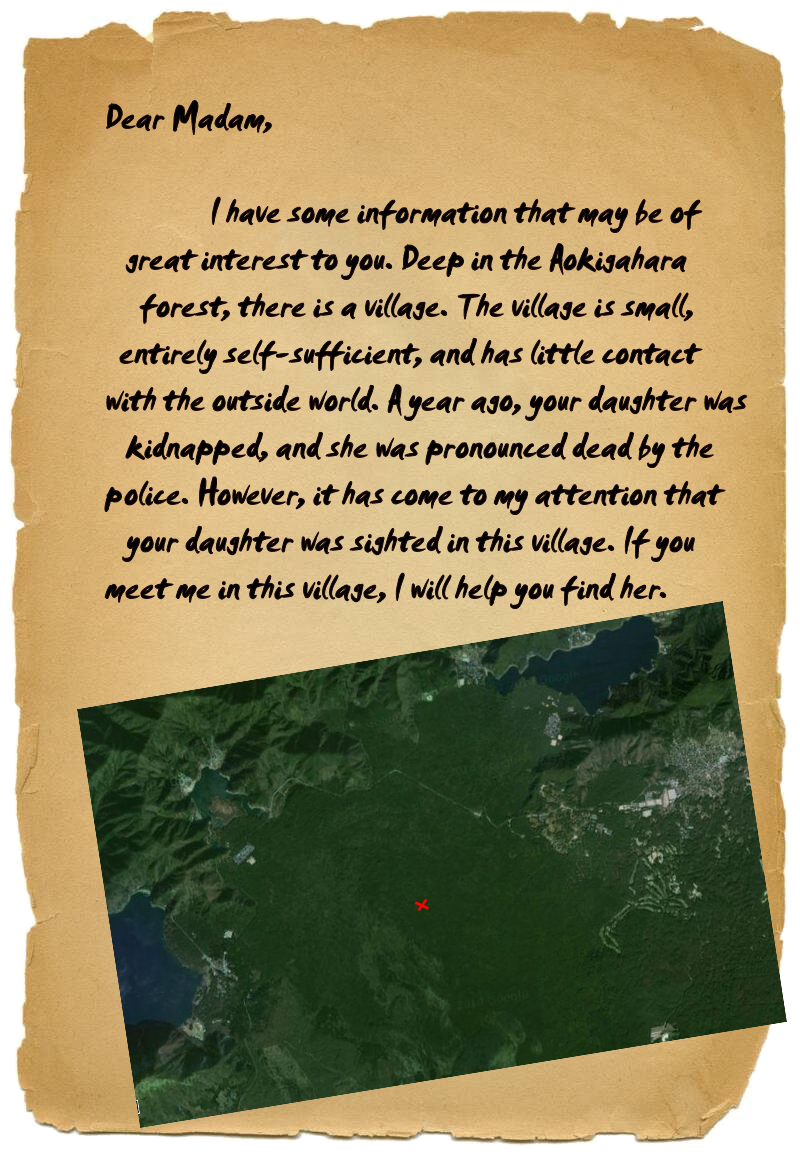 Dear Madam,
I have some information that may be of
great interest to you. Deep in the Aokigahara
forest, there is a village. The village is small,
entirely self-sufficient, and has little contact
with the outside world. A year ago, your daughter was
kidnapped, and she was pronounced dead by the
police. However, it has come to my attention that
your daughter was sighted in this village. If you
meet me in this village, I will help you find her.
Google